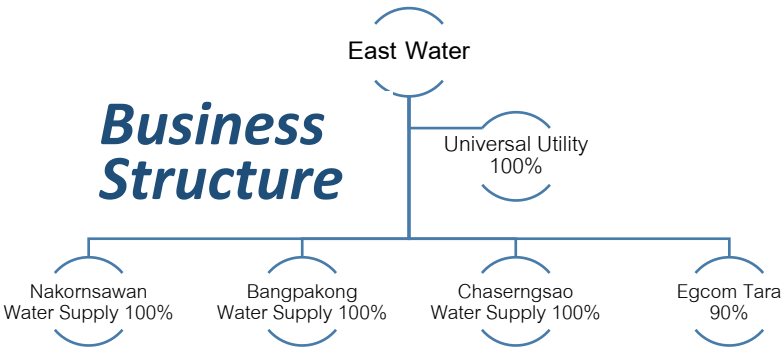 East Water
Business
Structure
Universal Utility
100%
Nakornsawan
Water Supply 100%
Bangpakong
Water Supply 100%
Chaserngsao
Water Supply 100%
Egcom Tara
90%